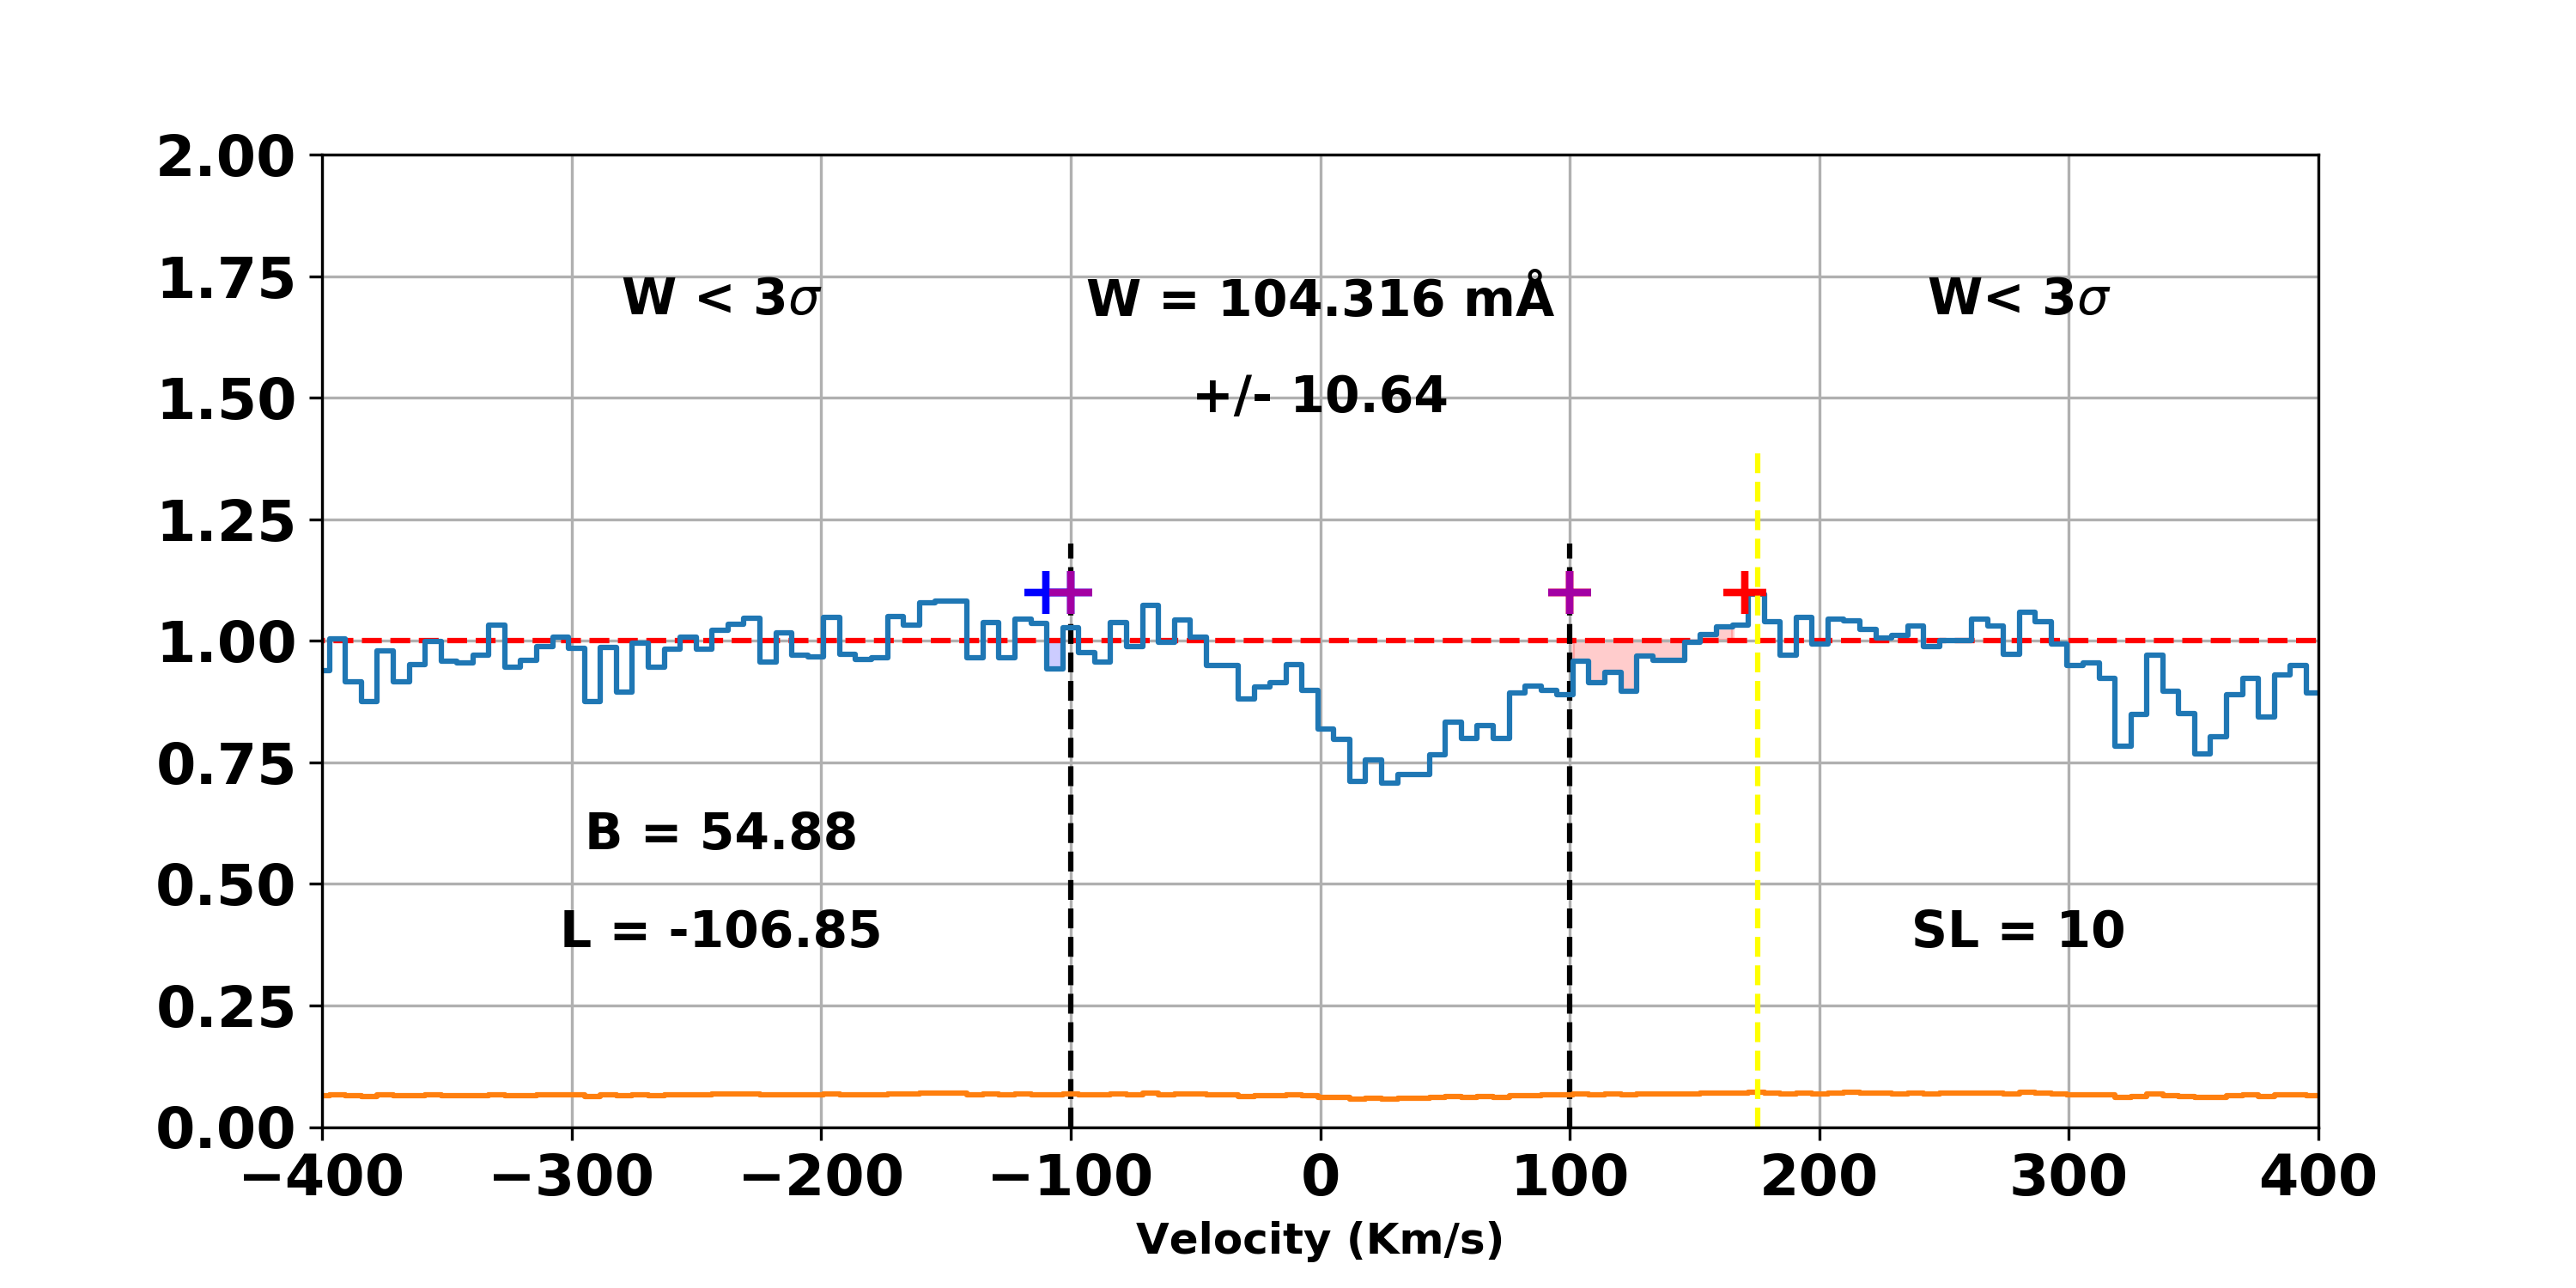 2.00
1.75
W < 3σ
W = 104.316 mÅ
W< 3σ
1.50
+/- 10.64
1.25
1.00
0.75
B = 54.88
0.50
L = -106.85
SL = 10
0.25
0.00
−400 −300 −200 −100 0 100 200 300 400
Velocity (Km/s)